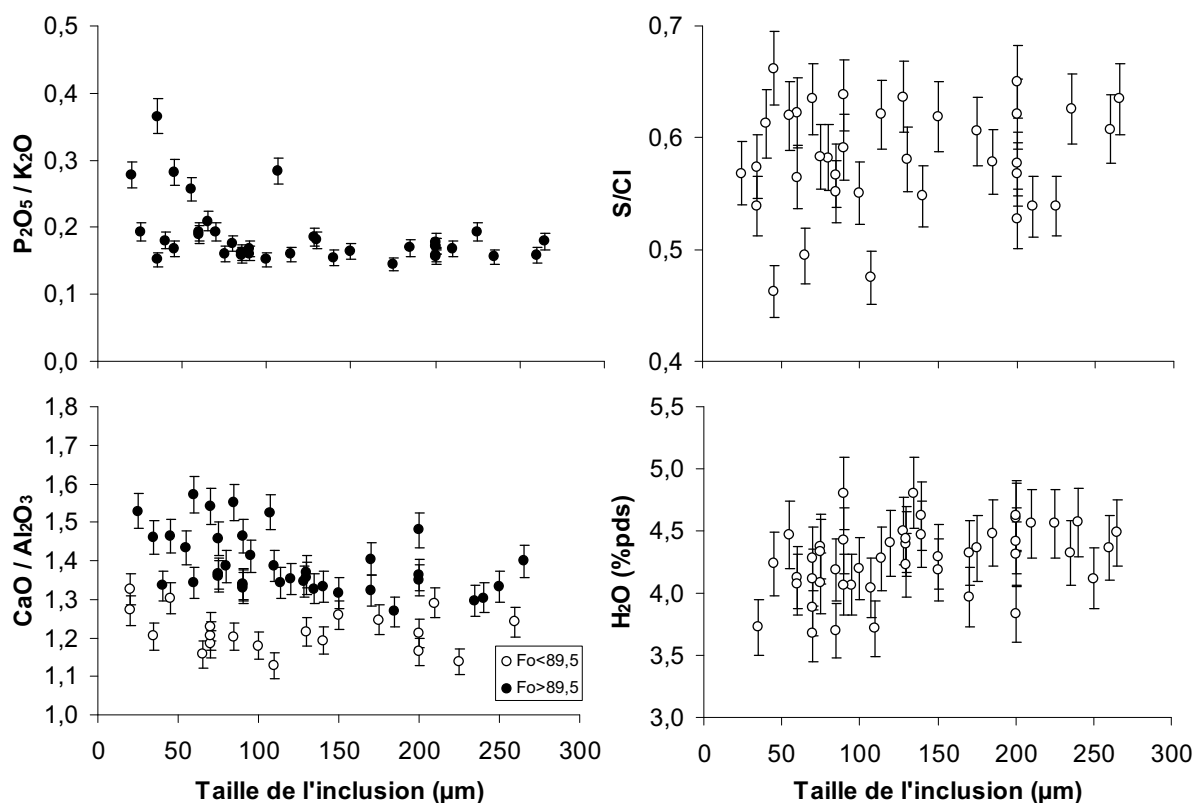 0,5
0,4
0,3
0,2
0,1
0,0
P₂O₅ / K₂O
0,7
0,6
0,5
0,4
S/Cl
1,8
1,7
1,6
1,5
1,4
1,3
1,2
1,1
1,0
CaO / Al₂O₃
Fo<89,5
Fo>89,5
0 50 100 150 200 250 300
Taille de l'inclusion (µm)
5,5
5,0
4,5
4,0
3,5
3,0
H₂O (%pds)
0 50 100 150 200 250 300
Taille de l'inclusion (µm)